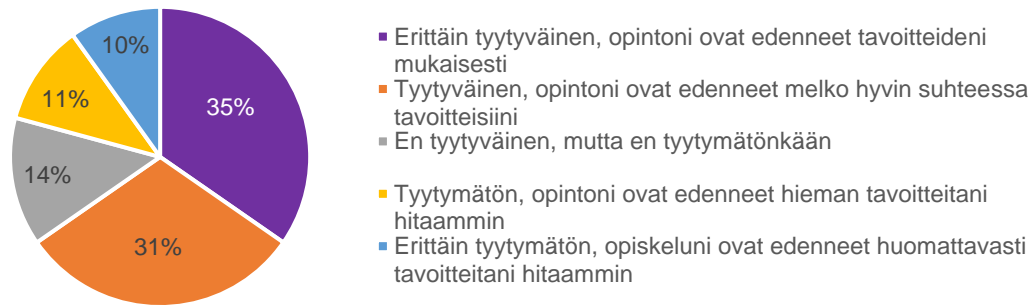 10%
35%
11%
14%
31%
Erittäin tyytyväinen, opintoni ovat edenneet tavoitteideni
mukaisesti
Tyytyväinen, opintoni ovat edenneet melko hyvin suhteessa
tavoitteisiini
En tyytyväinen, mutta en tyytymätönkään
Tyytymätön, opintoni ovat edenneet hieman tavoitteitani
hitaammin
Erittäin tyytymätön, opiskeluni ovat edenneet huomattavasti
tavoitteitani hitaammin